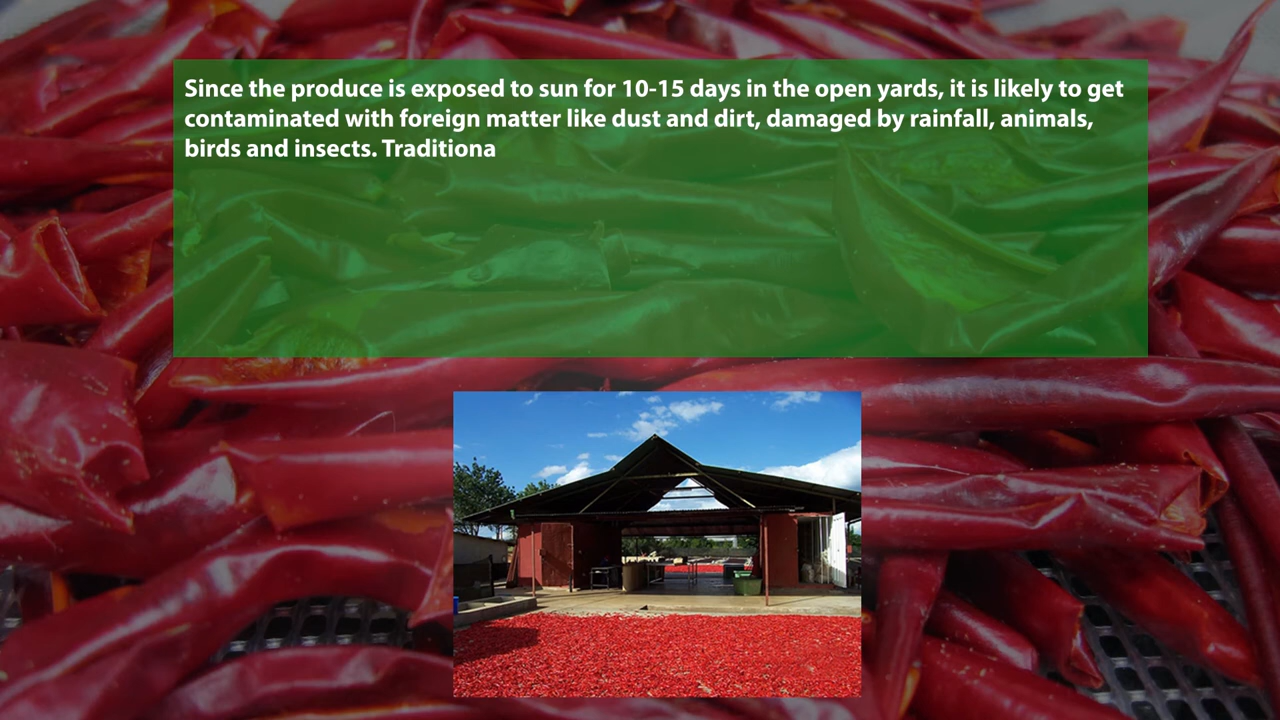 Since the produce is exposed to sun for 10-15 days in the open yards, it is likely to get
contaminated with foreign matter like dust and dirt, damaged by rainfall, animals,
birds and insects. Traditiona